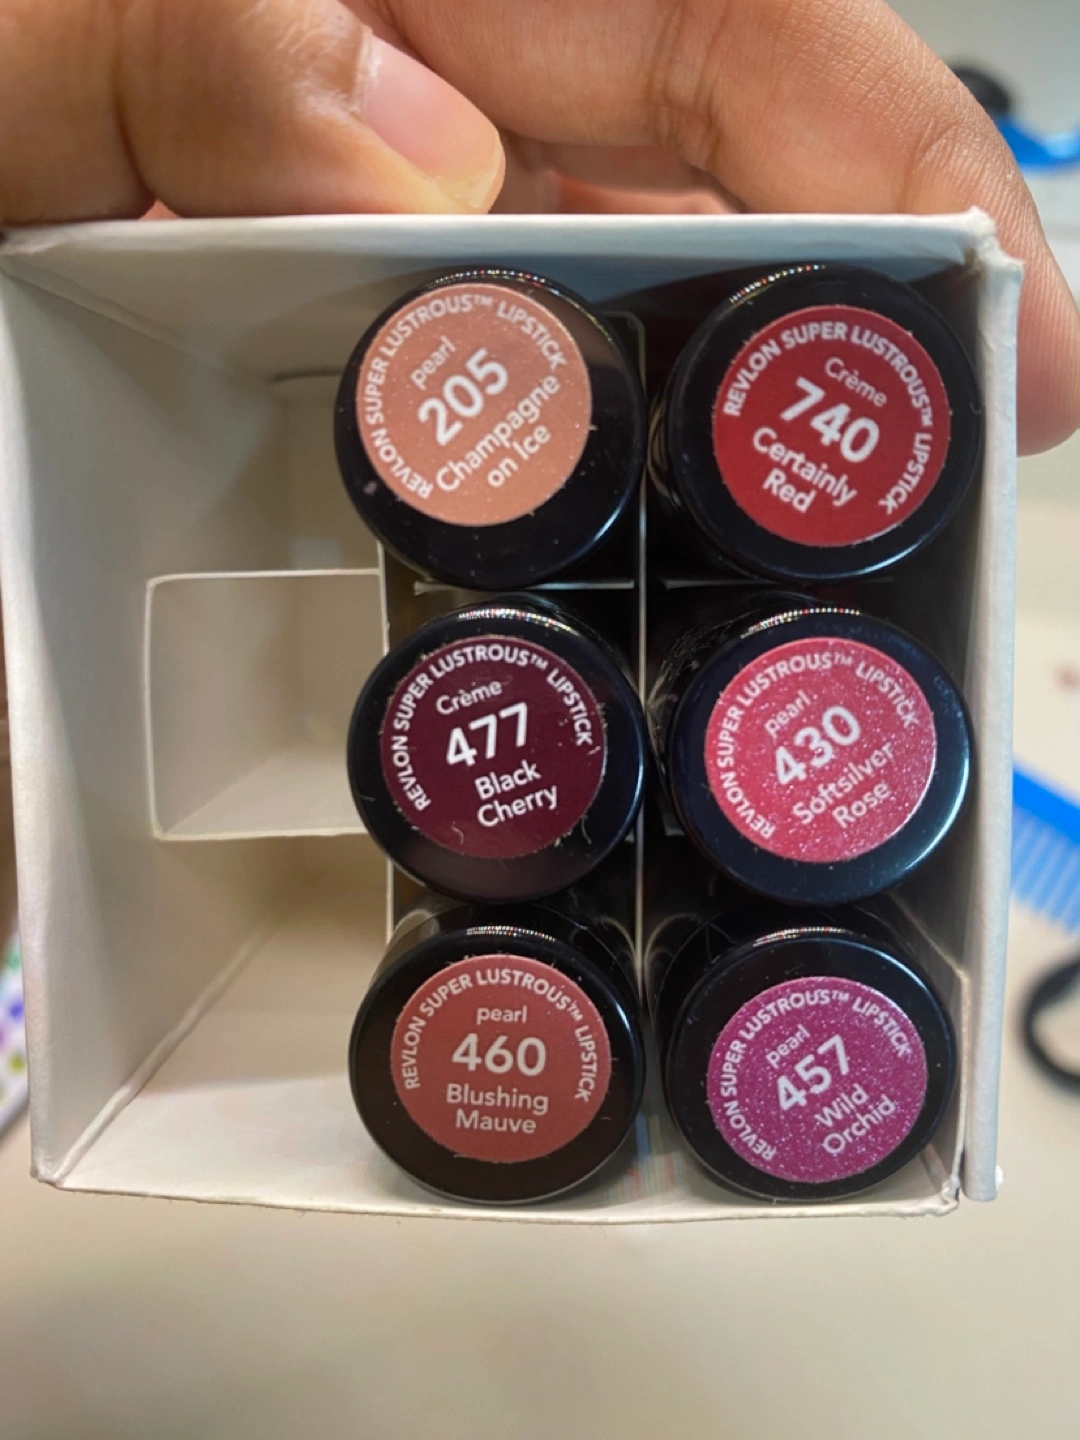 REVLON SUPER LUSTROUS™ LIPSTICK
pearl
205
Champagne
on Ice
REVLON SUPER LUSTROUS™ LIPSTICK
Crème
740
Certainly
Red
REVLON SUPER LUSTROUS™ LIPSTICK
Crème
477
Black
Cherry
REVLON SUPER LUSTROUS™ LIPSTICK
pearl
430
Softsilver
Rose
REVLON SUPER LUSTROUS™ LIPSTICK
pearl
460
Blushing
Mauve
REVLON SUPER LUSTROUS™ LIPSTICK
pearl
457
Wild
Orchid